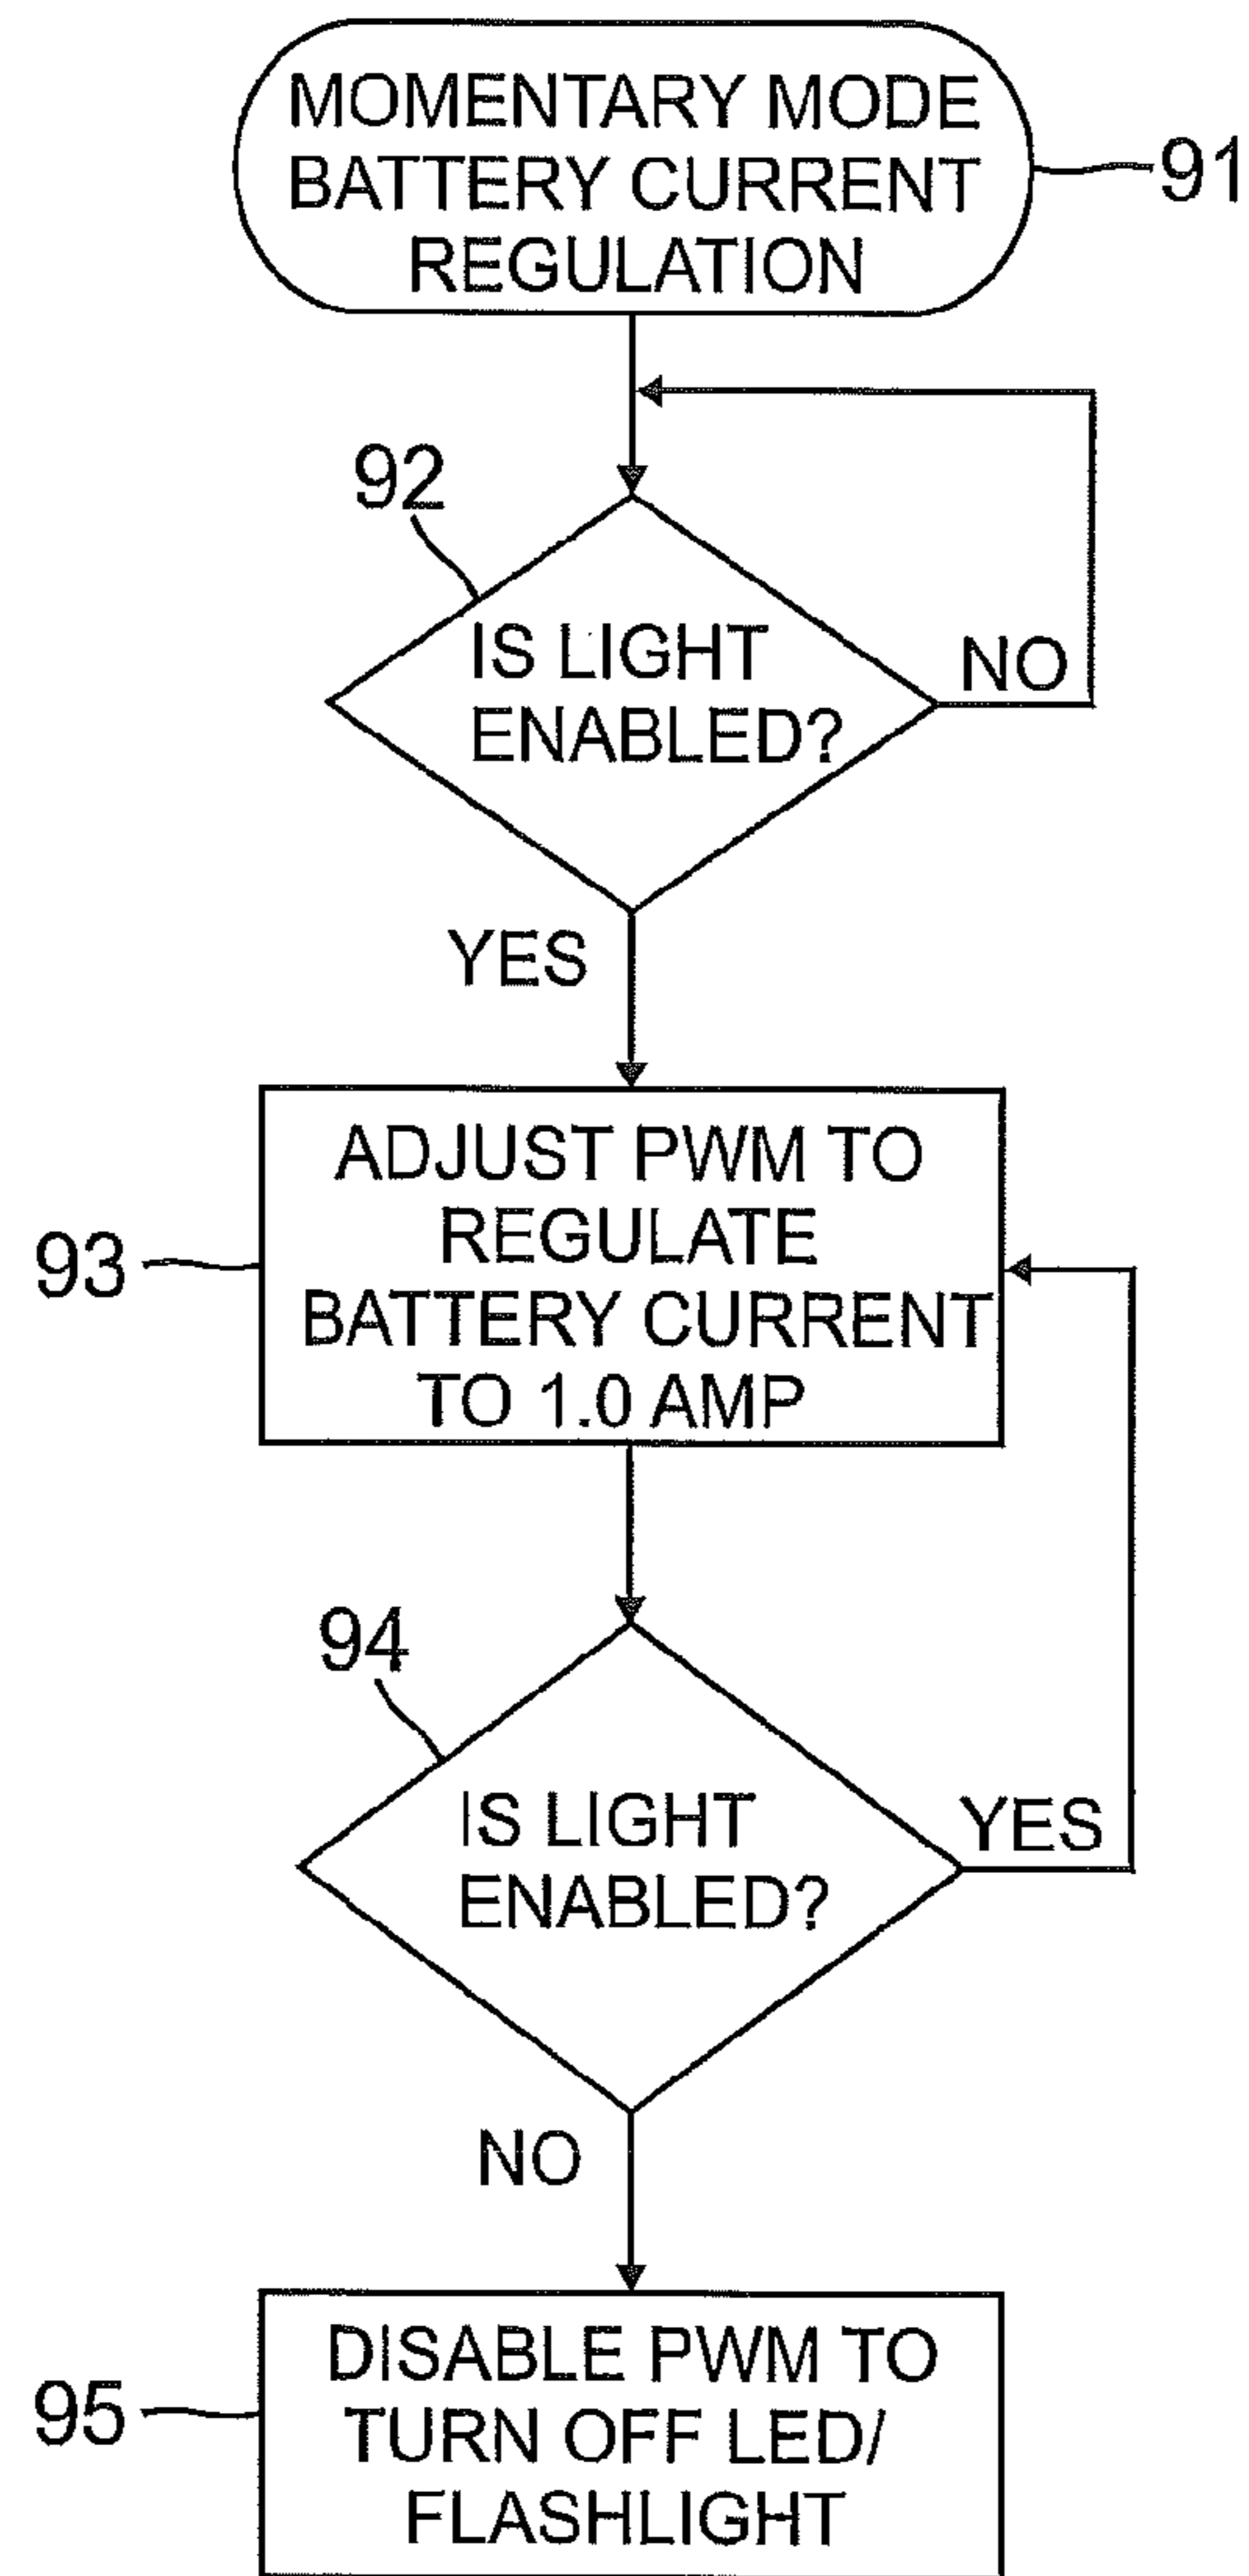 MOMENTARY MODE
BATTERY CURRENT
REGULATION
91
92
IS LIGHT
ENABLED?
NO
YES
93
ADJUST PWM TO
REGULATE
BATTERY CURRENT
TO 1.0 AMP
94
IS LIGHT
ENABLED?
YES
NO
95
DISABLE PWM TO
TURN OFF LED/
FLASHLIGHT